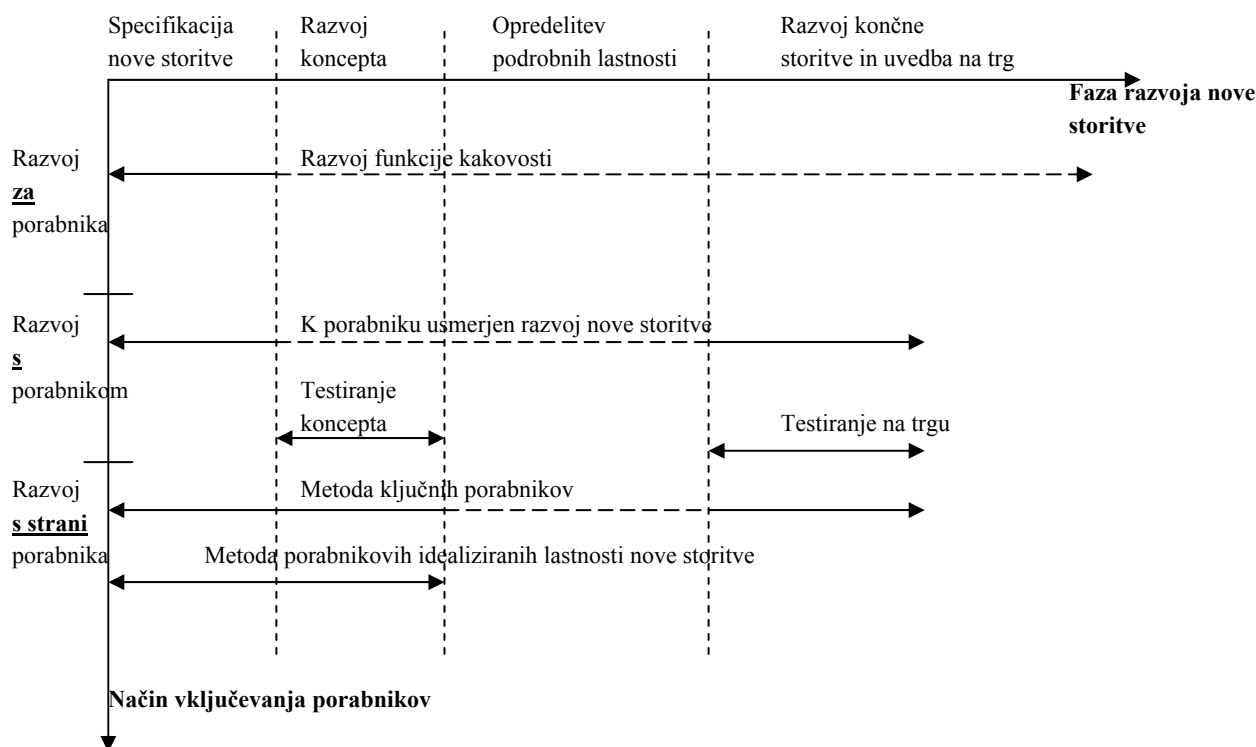 Specifikacija
nove storitve
Razvoj
koncepta
Opredelitev
podrobnih lastnosti
Razvoj končne
storitve in uvedba na trg
Faza razvoja nove
storitve
Razvoj
za
porabnika
Razvoj funkcije kakovosti
Razvoj
s
porabnikom
K porabniku usmerjen razvoj nove storitve
Testiranje
koncepta
Testiranje na trgu
Razvoj
s strani
porabnika
Metoda ključnih porabnikov
Metoda porabnikovih idealiziranih lastnosti nove storitve
Način vključevanja porabnikov